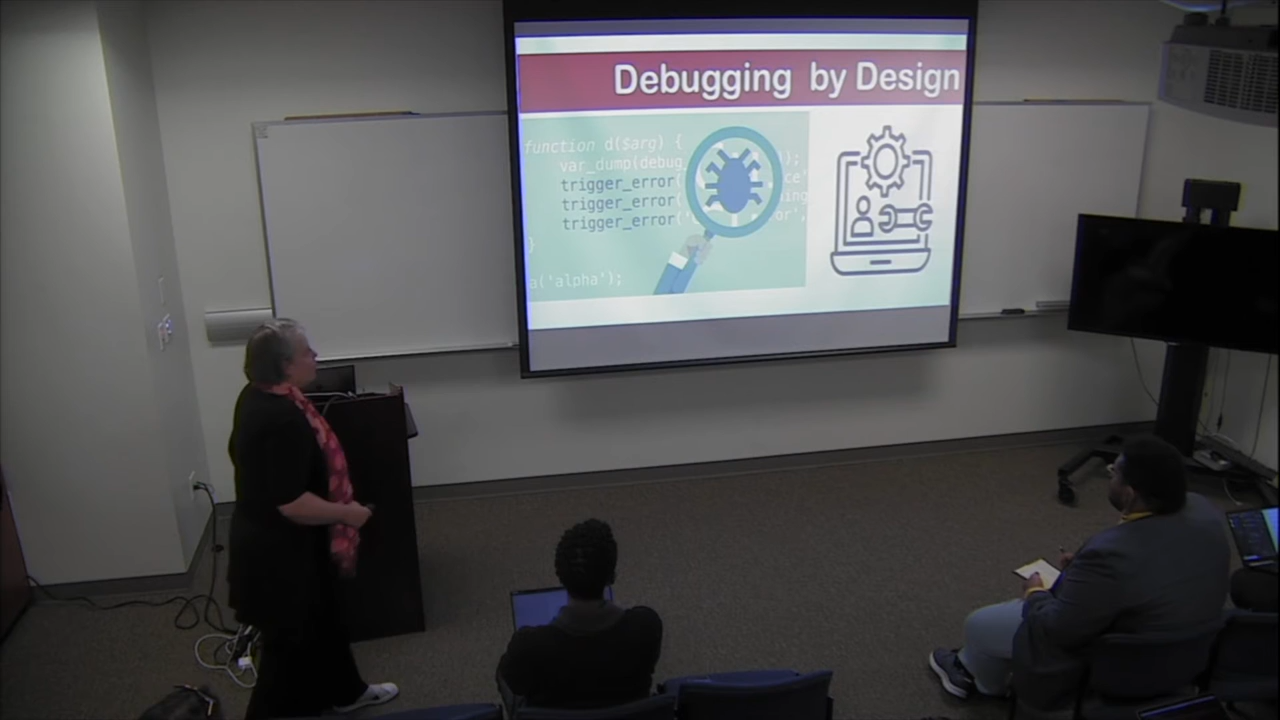 Debugging by Design
function d($arg) {
var_dump(debug_ );
trigger_error(
trigger_error(
trigger_error(
}
a('alpha');